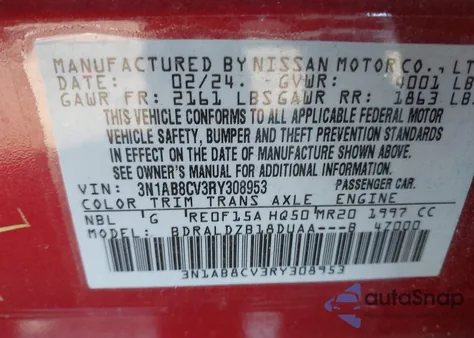 MANUFACTURED BY NISSAN MOTOR CO., LT
DATE: 02/24. GVWR: 4001 LB
GAWR FR: 2161 LBS GAWR RR: 1863 LB
THIS VEHICLE CONFORMS TO ALL APPLICABLE FEDERAL MOTOR
VEHICLE SAFETY, BUMPER AND THEFT PREVENTION STANDARDS
IN EFFECT ON THE DATE OF MANUFACTURE SHOWN ABOVE.
SEE OWNER'S MANUAL FOR ADDITIONAL INFORMATION.
VIN: 3N1AB8CV3RY308953 PASSENGER CAR.
COLOR TRIM TRANS AXLE ENGINE
NBL G RE0F15A HQ50 MR20 1997 CC
BDRALDZB18DUAA---B 4Z000
3N1AB8CV3RY308953
autoSnap